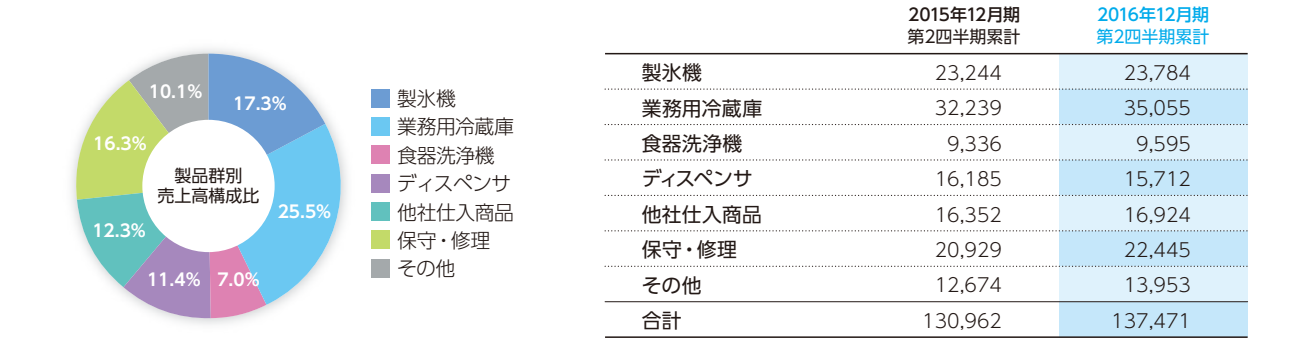 10.1%
17.3%
16.3%
製品群別
売上高構成比
25.5%
12.3%
11.4%
7.0%
製氷機
業務用冷蔵庫
食器洗浄機
ディスペンサ
他社仕入商品
保守・修理
その他
2015年12月期 2016年12月期
第2四半期累計 第2四半期累計
製氷機 23,244 23,784
業務用冷蔵庫 32,239 35,055
食器洗浄機 9,336 9,595
ディスペンサ 16,185 15,712
他社仕入商品 16,352 16,924
保守・修理 20,929 22,445
その他 12,674 13,953
合計 130,962 137,471